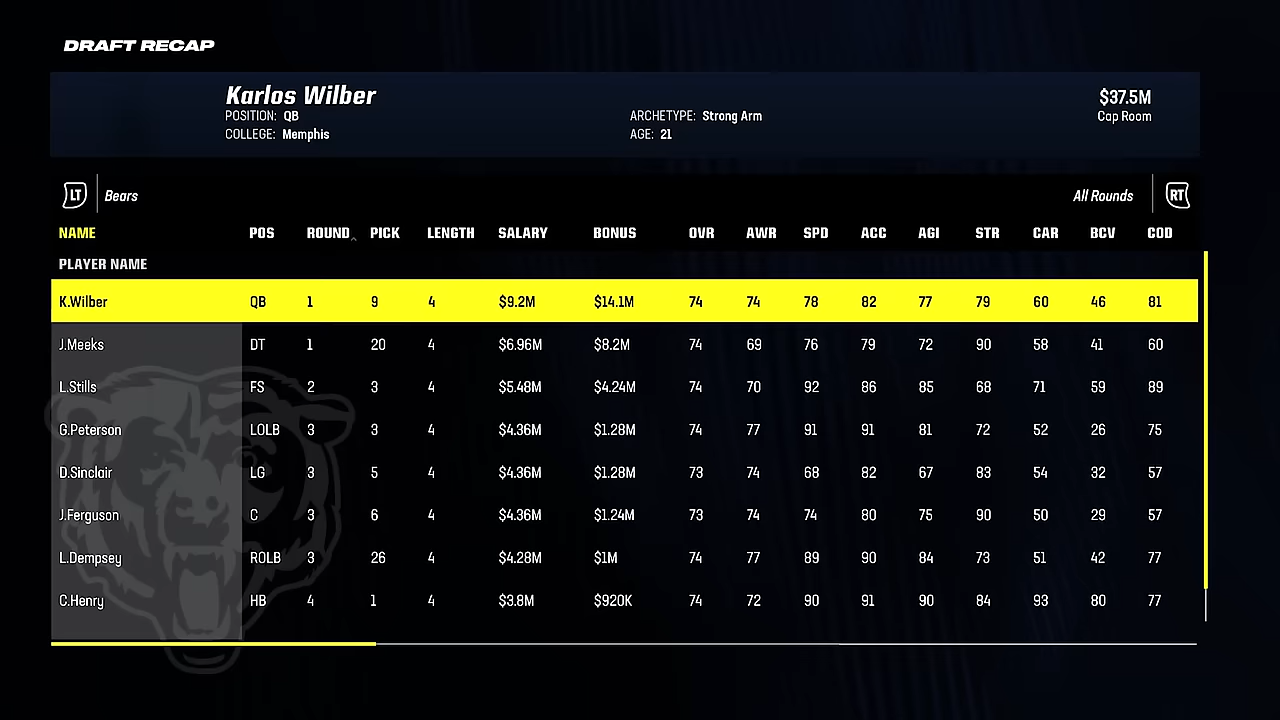 DRAFT RECAP
Karlos Wilber
POSITION: QB
COLLEGE: Memphis
ARCHETYPE: Strong Arm
AGE: 21
$37.5M
Cap Room
LT Bears All Rounds RT
NAME POS ROUND PICK LENGTH SALARY BONUS OVR AWR SPD ACC AGI STR CAR BCV COD
PLAYER NAME
K.Wilber QB 1 9 4 $9.2M $14.1M 74 74 78 82 77 79 60 46 81
J.Meeks DT 1 20 4 $6.96M $8.2M 74 69 76 79 72 90 58 41 60
L.Stills FS 2 3 4 $5.48M $4.24M 74 70 92 86 85 68 71 59 89
G.Peterson LOLB 3 3 4 $4.36M $1.28M 74 77 91 91 81 72 52 26 75
D.Sinclair LG 3 5 4 $4.36M $1.28M 73 74 68 82 67 83 54 32 57
J.Ferguson C 3 6 4 $4.36M $1.24M 73 74 74 80 75 90 50 29 57
L.Dempsey ROLB 3 26 4 $4.28M $1M 74 77 89 90 84 73 51 42 77
C.Henry HB 4 1 4 $3.8M $920K 74 72 90 91 90 84 93 80 77